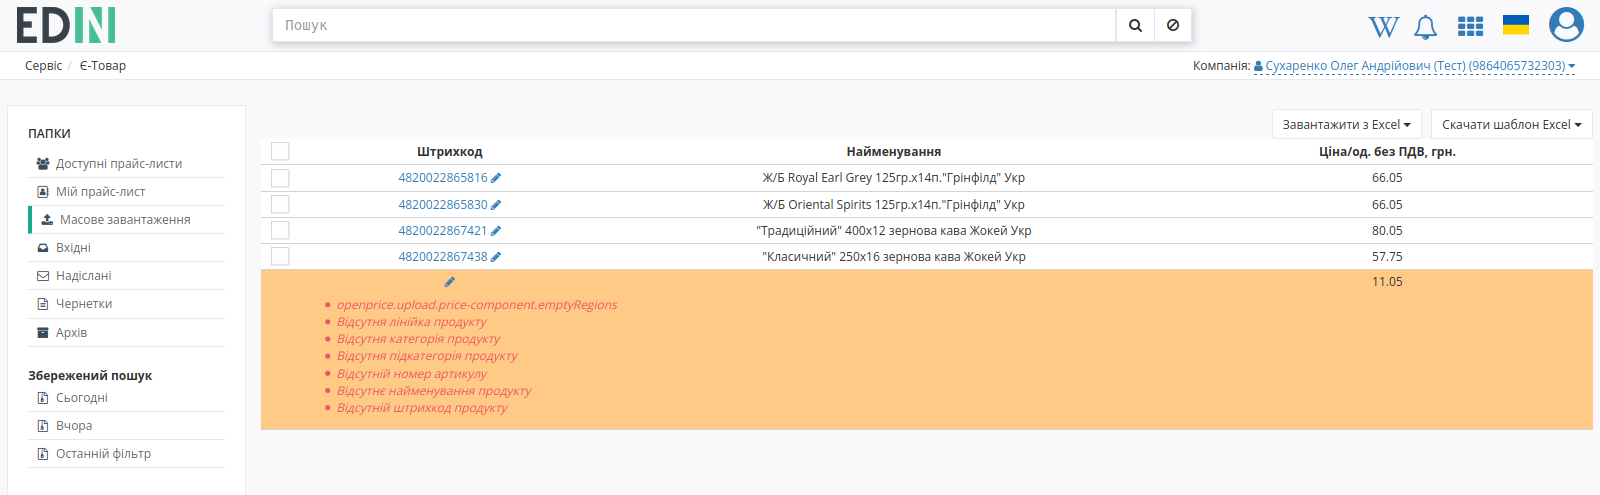 EDIN
Пошук
Сервіс / Є-Товар
Компанія: Сухаренко Олег Андрійович (Тест) (9864065732303)
ПАПКИ
Доступні прайс-листи
Мій прайс-лист
Масове завантаження
Вхідні
Надіслані
Чернетки
Архів
Збережений пошук
Сьогодні
Вчора
Останній фільтр
Завантажити з Excel Скачати шаблон Excel
Штрихкод Найменування Ціна/од. без ПДВ, грн.
4820022865816 Ж/Б Royal Earl Grey 125гр.х14п."Грінфілд" Укр 66.05
4820022865830 Ж/Б Oriental Spirits 125гр.х14п."Грінфілд" Укр 66.05
4820022867421 "Традиційний" 400х12 зернова кава Жокей Укр 80.05
4820022867438 "Класичний" 250х16 зернова кава Жокей Укр 57.75
11.05
openprice.upload.price-component.emptyRegions
Відсутня лінійка продукту
Відсутня категорія продукту
Відсутня підкатегорія продукту
Відсутній номер артикулу
Відсутнє найменування продукту
Відсутній штрихкод продукту